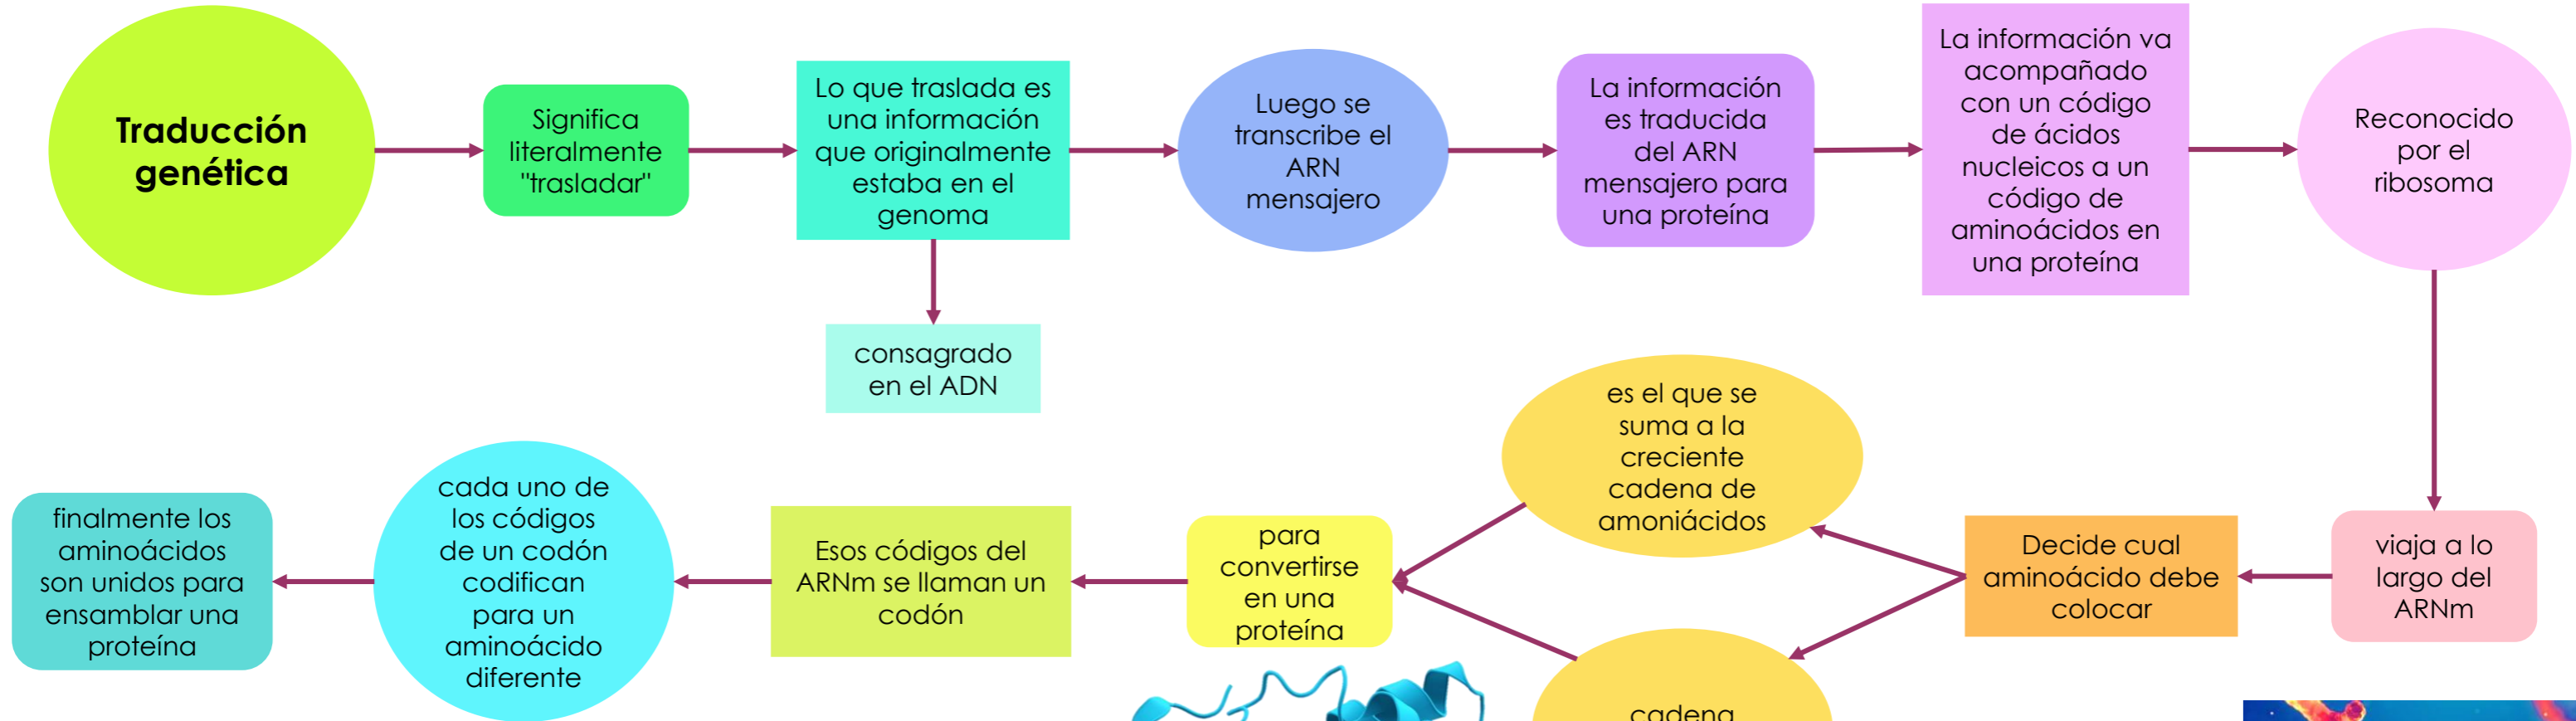 Traducción
genética
Significa
literalmente
"trasladar"
Lo que traslada es
una información
que originalmente
estaba en el
genoma
consagrado
en el ADN
Luego se
transcribe el
ARN
mensajero
La información
es traducida
del ARN
mensajero para
una proteína
La información va
acompañado
con un código
de ácidos
nucleicos a un
código de
aminoácidos en
una proteína
Reconocido
por el
ribosoma
viaja a lo
largo del
ARNm
Decide cual
aminoácido debe
colocar
es el que se
suma a la
creciente
cadena de
amoniácidos
cadena
para
convertirse
en una
proteína
Esos códigos del
ARNm se llaman un
codón
cada uno de
los códigos
de un codón
codifican
para un
aminoácido
diferente
finalmente los
aminoácidos
son unidos para
ensamblar una
proteína